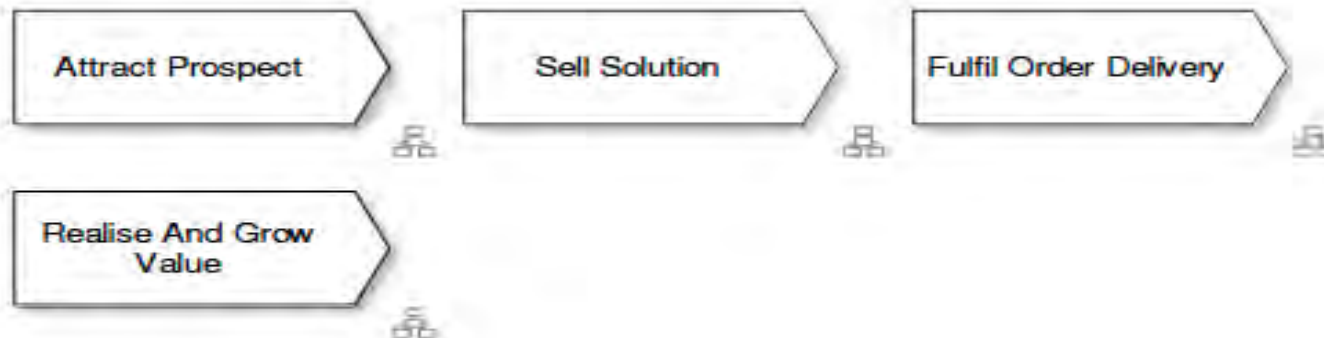 Attract Prospect
Sell Solution
Fulfil Order Delivery
Realise And Grow
Value